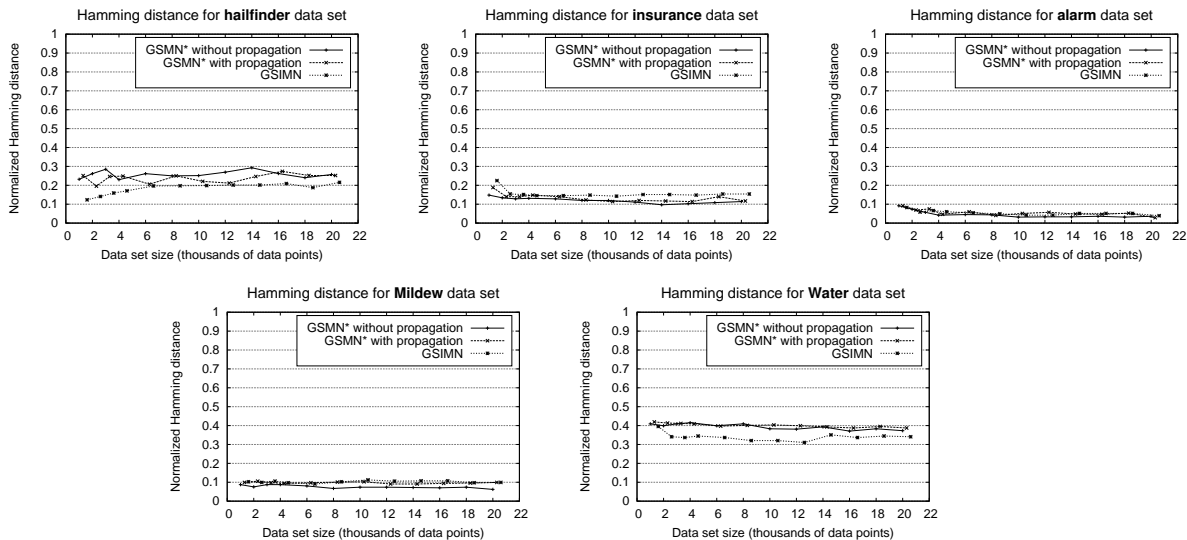 Hamming distance for hailfinder data set
Normalized Hamming distance
1
0.9
0.8
0.7
0.6
0.5
0.4
0.3
0.2
0.1
0
GSMN* without propagation
GSMN* with propagation
GSIMN
0 2 4 6 8 10 12 14 16 18 20 22
Data set size (thousands of data points)
Hamming distance for insurance data set
Normalized Hamming distance
1
0.9
0.8
0.7
0.6
0.5
0.4
0.3
0.2
0.1
0
GSMN* without propagation
GSMN* with propagation
GSIMN
0 2 4 6 8 10 12 14 16 18 20 22
Data set size (thousands of data points)
Hamming distance for alarm data set
Normalized Hamming distance
1
0.9
0.8
0.7
0.6
0.5
0.4
0.3
0.2
0.1
0
GSMN* without propagation
GSMN* with propagation
GSIMN
0 2 4 6 8 10 12 14 16 18 20 22
Data set size (thousands of data points)
Hamming distance for Mildew data set
Normalized Hamming distance
1
0.9
0.8
0.7
0.6
0.5
0.4
0.3
0.2
0.1
0
GSMN* without propagation
GSMN* with propagation
GSIMN
0 2 4 6 8 10 12 14 16 18 20 22
Data set size (thousands of data points)
Hamming distance for Water data set
Normalized Hamming distance
1
0.9
0.8
0.7
0.6
0.5
0.4
0.3
0.2
0.1
0
GSMN* without propagation
GSMN* with propagation
GSIMN
0 2 4 6 8 10 12 14 16 18 20 22
Data set size (thousands of data points)